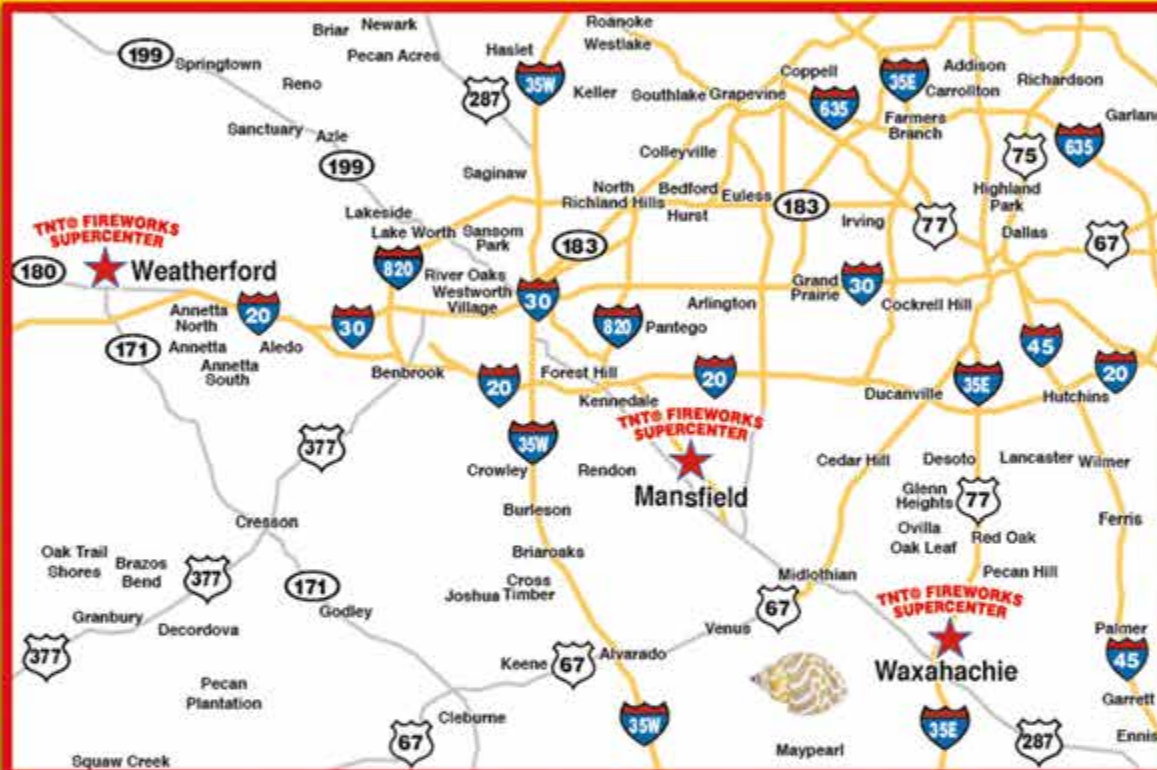 Roanoke
Briar
Newark
Westlake
199
Springtown
Pecan Acres
Haslet
35W
Coppell
35E
Addison
Richardson
Reno
287
Keller
Southlake
Grapevine
635
Carrollton
Farmers
Branch
Sanctuary
Azle
199
Colleyville
75
635
Saginaw
North
Richland Hills
Bedford
Hurst
Euless
183
Irving
77
Highland
Park
Dallas
67
Lakeside
Lake Worth
Sansom
Park
183
TNT® FIREWORKS
SUPERCENTER
180
Weatherford
820
River Oaks
Westworth
Village
30
Arlington
Grand
Prairie
30
Cockrell Hill
Annetta
North
20
30
820
Pantego
45
171
Annetta
Annetta
South
Aledo
Benbrook
20
Forest Hill
20
Kennedale
Ducanville
35E
Hutchins
20
TNT® FIREWORKS
SUPERCENTER
Mansfield
377
35W
Crowley
Rendon
Cedar Hill
Desoto
Lancaster
Wilmer
Glenn
Heights
77
Burleson
Ovilla
Oak Leaf
Red Oak
Ferris
Cresson
Oak Trail
Shores
Brazos
Bend
377
171
Briaroaks
Cross
Timber
Joshua
Godley
Midlothian
Pecan Hill
TNT® FIREWORKS
SUPERCENTER
Waxahachie
Granbury
Decordova
67
Venus
Palmer
377
Keene
67
Alvarado
45
Pecan
Plantation
Garrett
Cleburne
67
35W
35E
287
Ennis
Maypearl
Squaw Creek